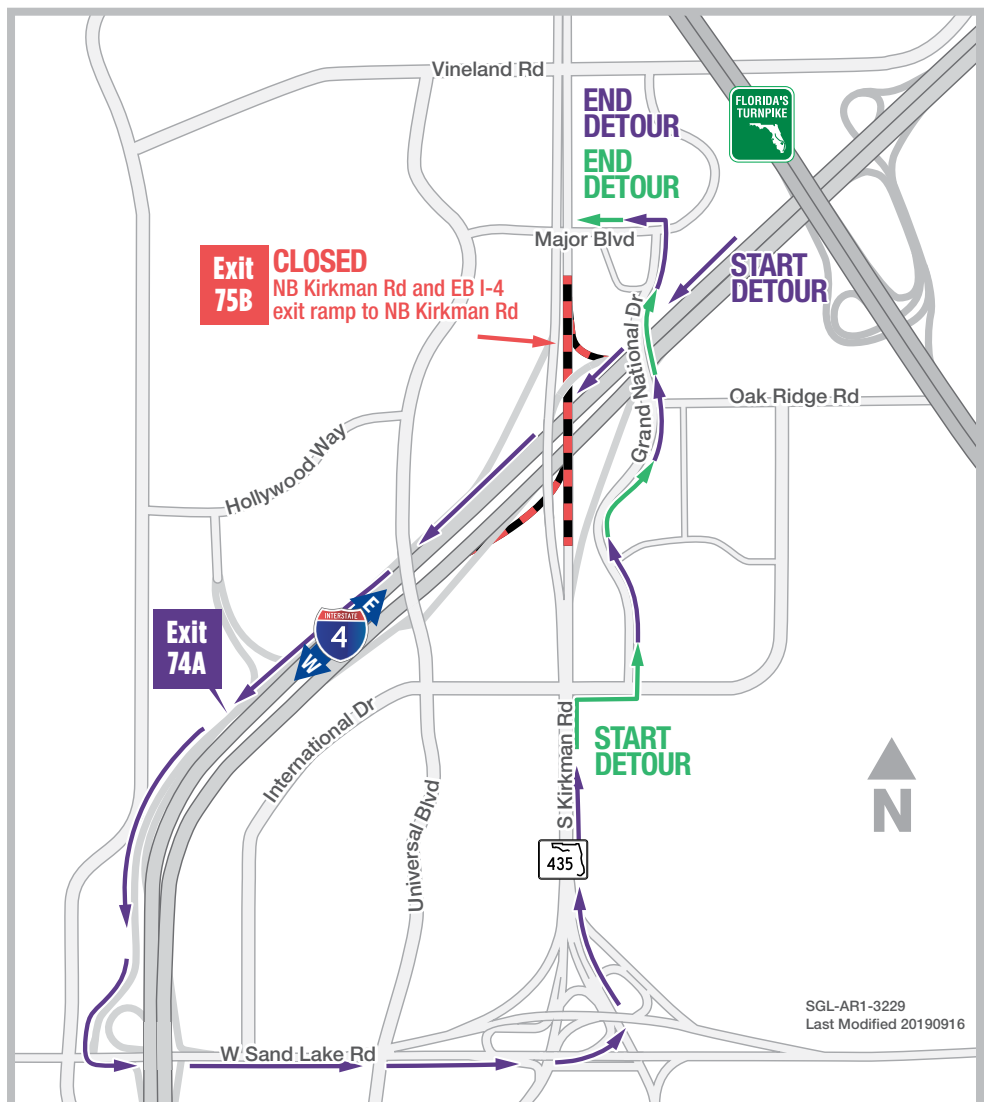 Vineland Rd
END
DETOUR
FLORIDA'S
TURNPIKE
END
DETOUR
Major Blvd
Exit
75B
CLOSED
NB Kirkman Rd and EB I-4
exit ramp to NB Kirkman Rd
START
DETOUR
Grand National Dr
Oak Ridge Rd
Hollywood Way
E
INTERSTATE
4
W
Exit
74A
International Dr
S Kirkman Rd
START
DETOUR
Universal Blvd
N
435
SGL-AR1-3229
Last Modified 20190916
W Sand Lake Rd